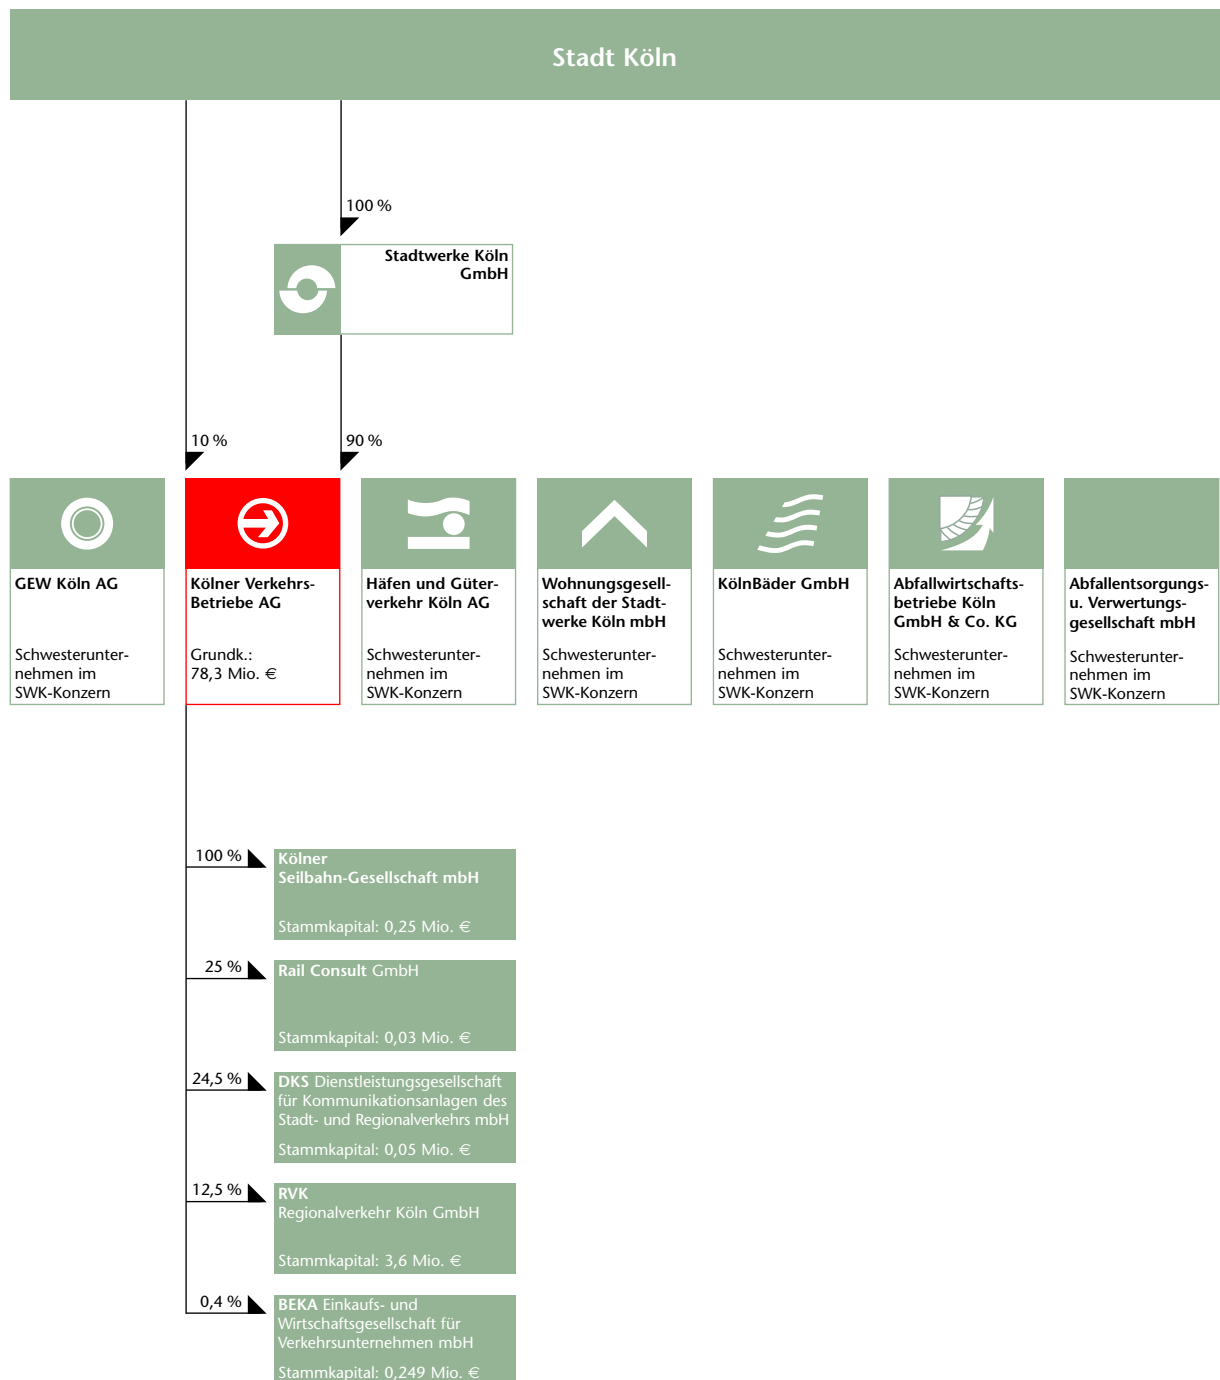 Stadt Köln
100 %
Stadtwerke Köln
GmbH
10 %
90 %
GEW Köln AG
Schwesterunter-
nehmen im
SWK-Konzern
Kölner Verkehrs-
Betriebe AG
Grundk.:
78,3 Mio. €
Häfen und Güter-
verkehr Köln AG
Schwesterunter-
nehmen im
SWK-Konzern
Wohnungsgesell-
schaft der Stadt-
werke Köln mbH
Schwesterunter-
nehmen im
SWK-Konzern
KölnBäder GmbH
Schwesterunter-
nehmen im
SWK-Konzern
Abfallwirtschafts-
betriebe Köln
GmbH & Co. KG
Schwesterunter-
nehmen im
SWK-Konzern
Abfallentsorgungs-
u. Verwertungs-
gesellschaft mbH
Schwesterunter-
nehmen im
SWK-Konzern
100 %
Kölner
Seilbahn-Gesellschaft mbH
Stammkapital: 0,25 Mio. €
25 %
Rail Consult GmbH
Stammkapital: 0,03 Mio. €
24,5 %
DKS Dienstleistungsgesellschaft
für Kommunikationsanlagen des
Stadt- und Regionalverkehrs mbH
Stammkapital: 0,05 Mio. €
12,5 %
RVK
Regionalverkehr Köln GmbH
Stammkapital: 3,6 Mio. €
0,4 %
BEKA Einkaufs- und
Wirtschaftsgesellschaft für
Verkehrsunternehmen mbH
Stammkapital: 0,249 Mio. €